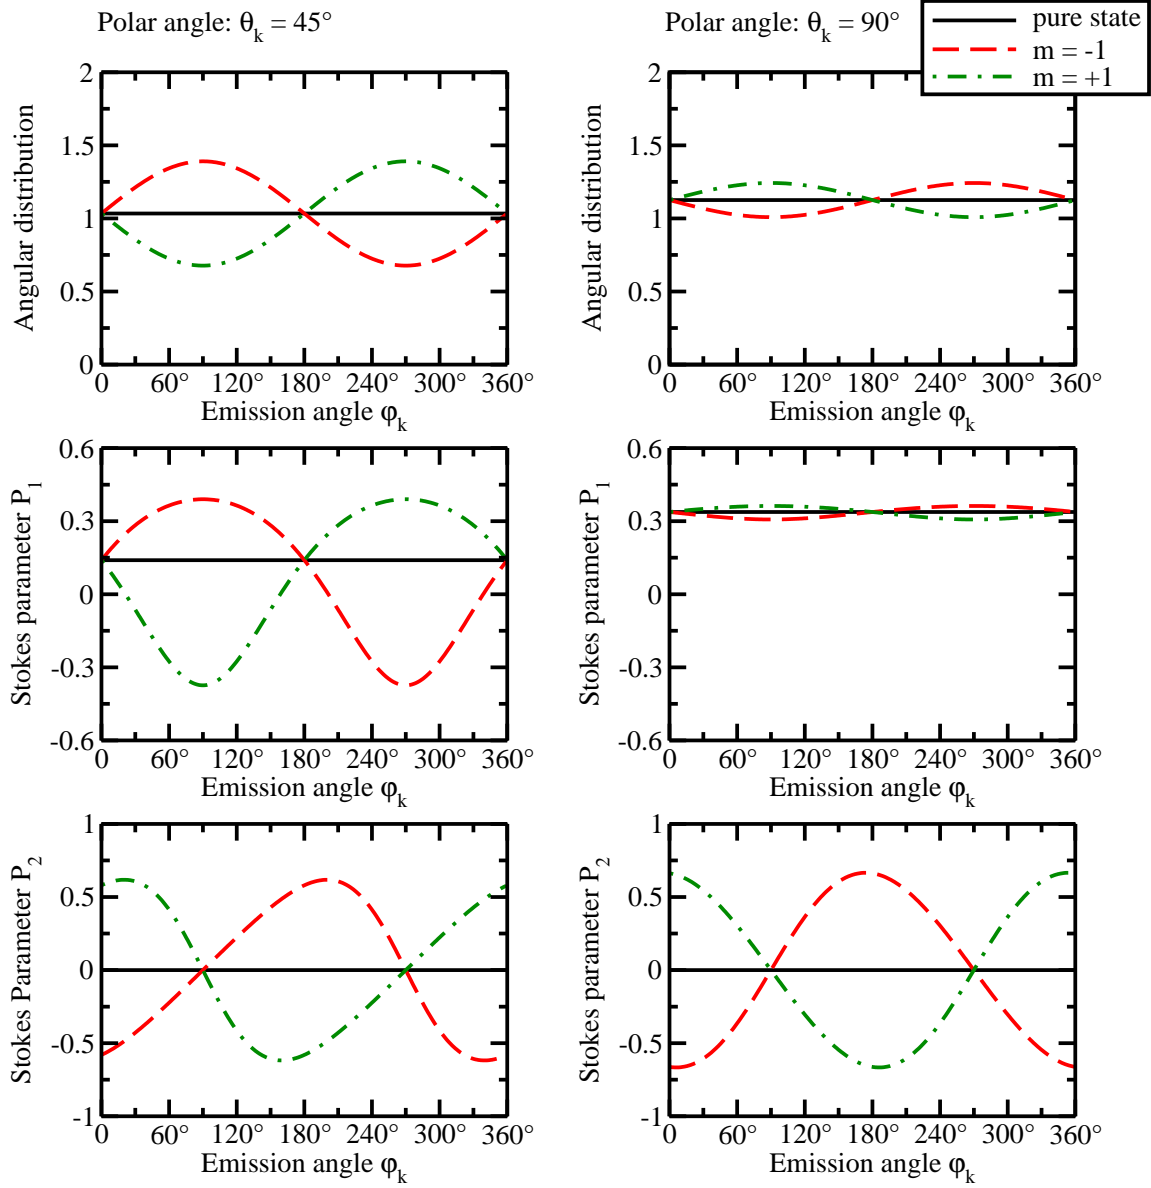 Polar angle: θk = 45°
Polar angle: θk = 90°
pure state
m = -1
m = +1
2
1.5
1
0.5
0
Angular distribution
0 60° 120° 180° 240° 300° 360°
Emission angle φk
2
1.5
1
0.5
0
Angular distribution
0 60° 120° 180° 240° 300° 360°
Emission angle φk
0.6
0.3
0
-0.3
-0.6
Stokes parameter P1
0 60° 120° 180° 240° 300° 360°
Emission angle φk
0.6
0.3
0
-0.3
-0.6
Stokes parameter P1
0 60° 120° 180° 240° 300° 360°
Emission angle φk
1
0.5
0
-0.5
-1
Stokes Parameter P2
0 60° 120° 180° 240° 300° 360°
Emission angle φk
1
0.5
0
-0.5
-1
Stokes parameter P2
0 60° 120° 180° 240° 300° 360°
Emission angle φk